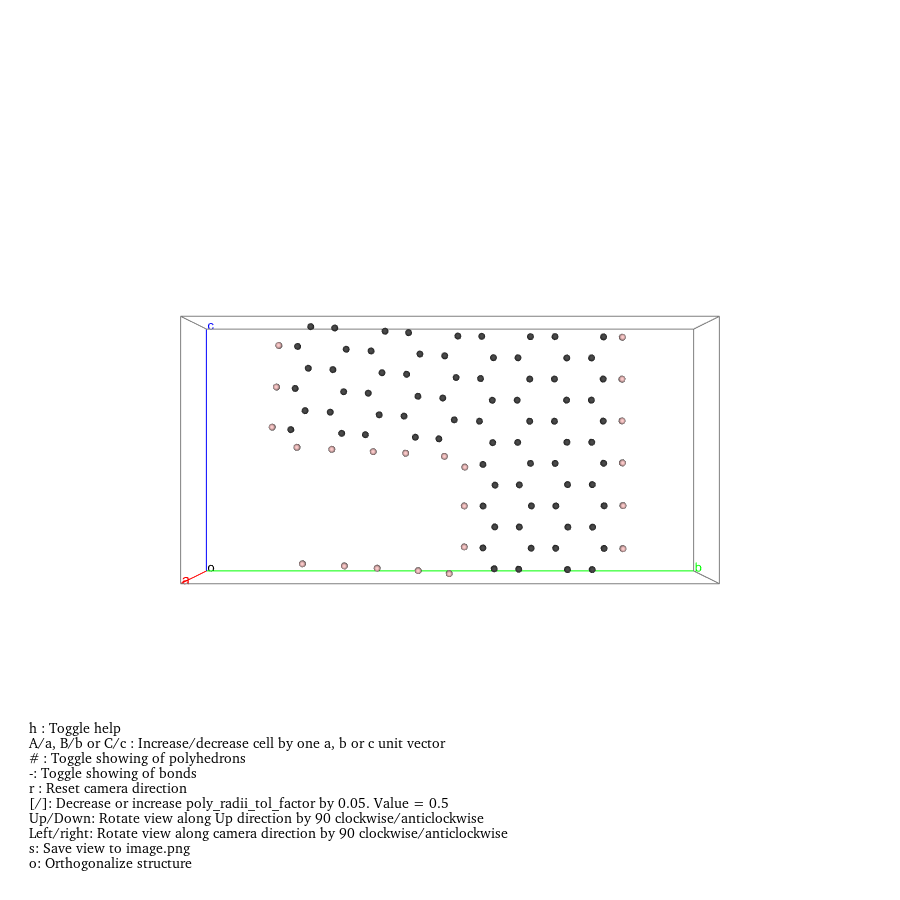 c
o
a
b
h : Toggle help
A/a, B/b or C/c : Increase/decrease cell by one a, b or c unit vector
# : Toggle showing of polyhedrons
-: Toggle showing of bonds
r : Reset camera direction
[/]: Decrease or increase poly_radii_tol_factor by 0.05. Value = 0.5
Up/Down: Rotate view along Up direction by 90 clockwise/anticlockwise
Left/right: Rotate view along camera direction by 90 clockwise/anticlockwise
s: Save view to image.png
o: Orthogonalize structure